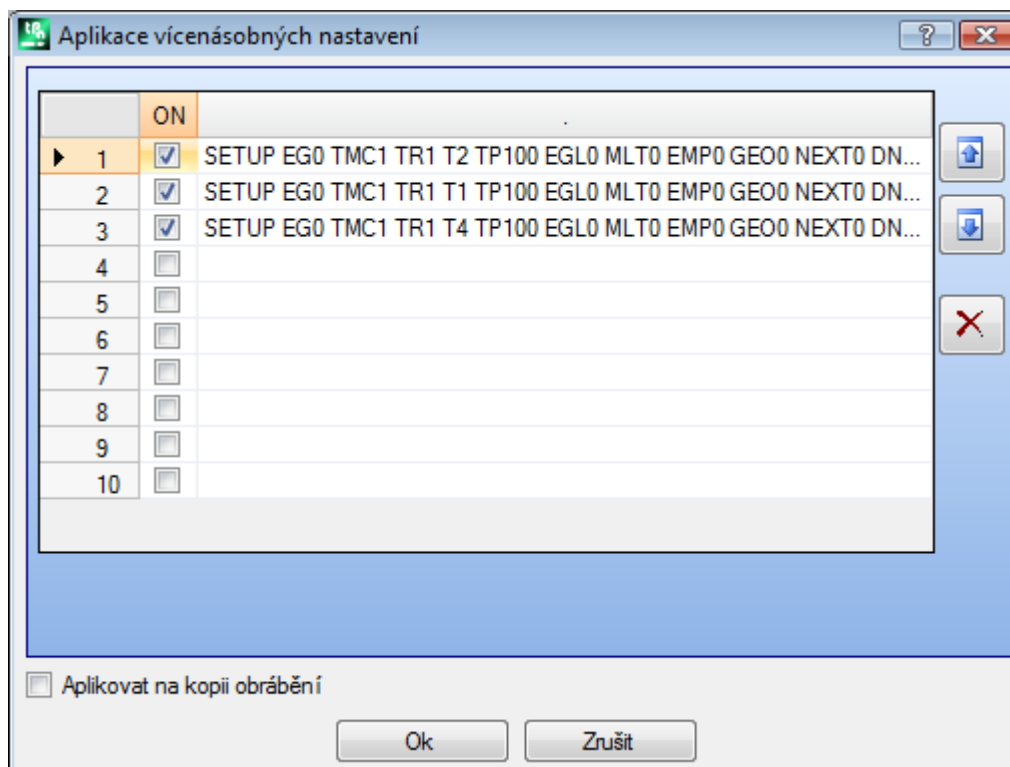 Aplikace vícenásobných nastavení
ON
.
1 SETUP EG0 TMC1 TR1 T2 TP100 EGL0 MLT0 EMP0 GEO0 NEXT0 DN...
2 SETUP EG0 TMC1 TR1 T1 TP100 EGL0 MLT0 EMP0 GEO0 NEXT0 DN...
3 SETUP EG0 TMC1 TR1 T4 TP100 EGL0 MLT0 EMP0 GEO0 NEXT0 DN...
4
5
6
7
8
9
10
Aplikovat na kopii obrábění
Ok Zrušit